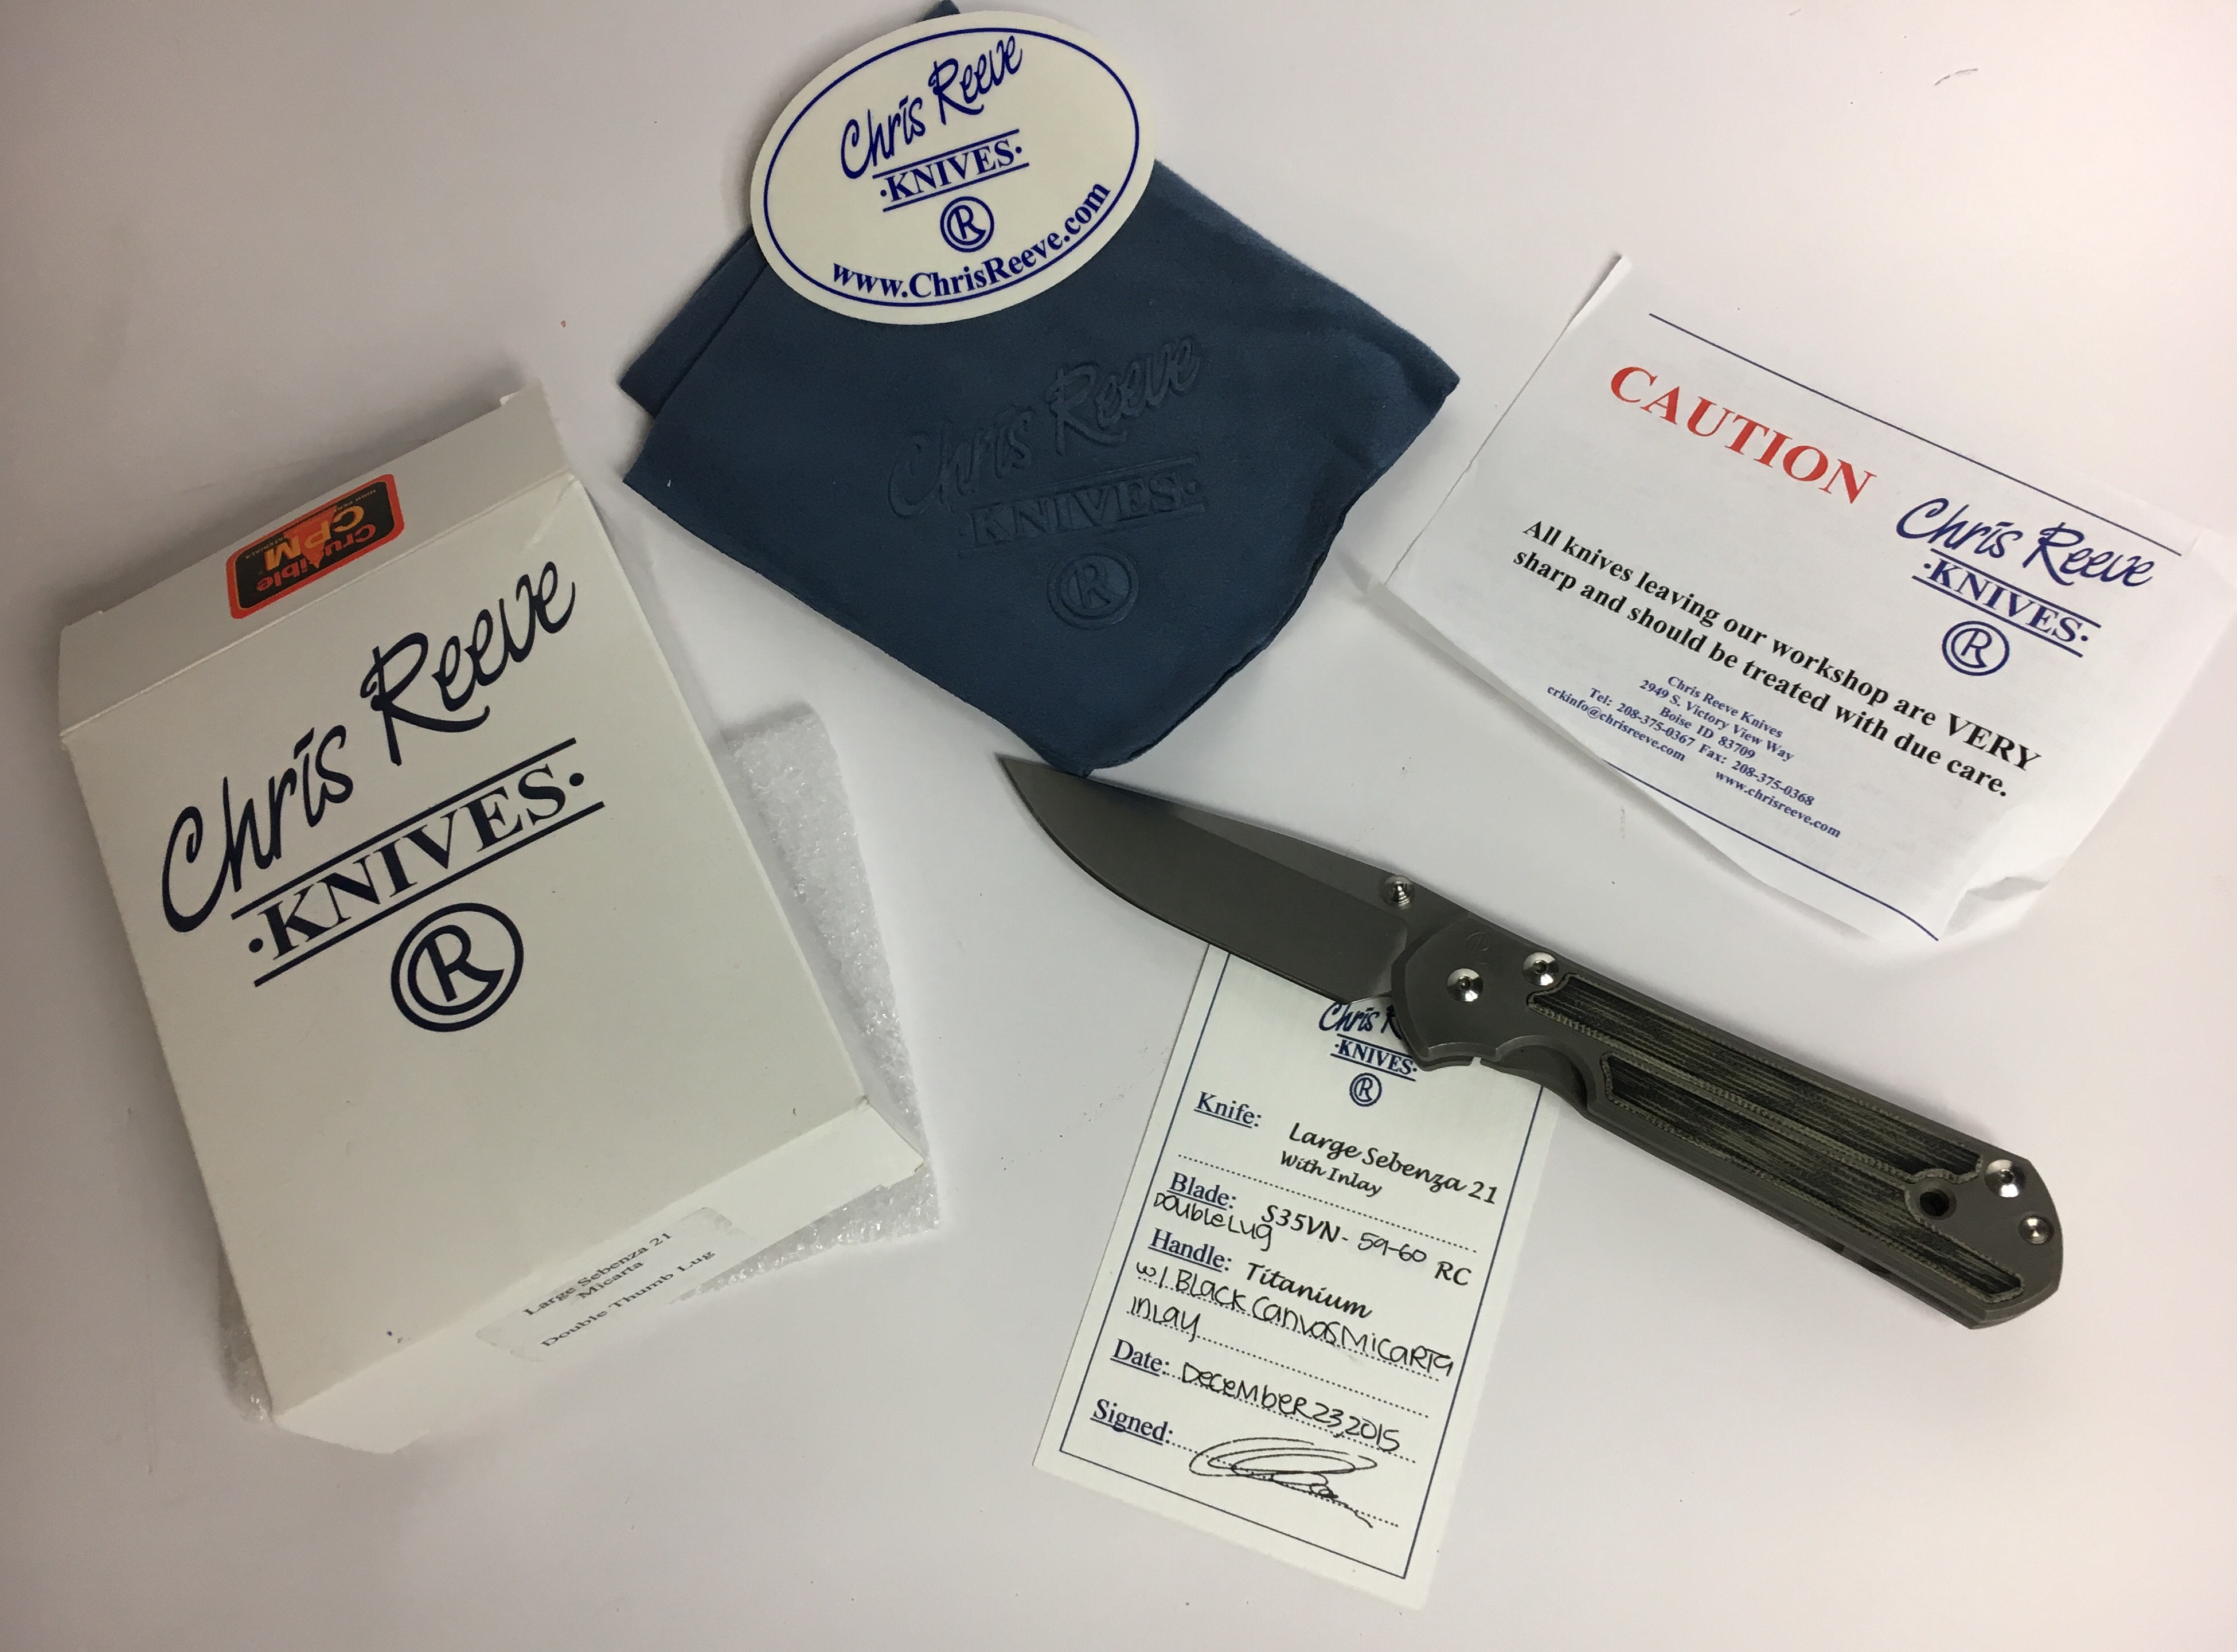 Chris Reeve
·KNIVES·
R
www.ChrisReeve.com
Chris Reeve
KNIVES·
R
CAUTION
Chris Reeve
·KNIVES·
R
All knives leaving our workshop are VERY
sharp and should be treated with due care.
Chris Reeve Knives
2949 S. Victory View Way
Boise ID 83709
Tel: 208-375-0367 Fax: 208-375-0368
crkinfo@chrisreeve.com www.chrisreeve.com
Crucible
CPM
Chris Reeve
·KNIVES·
R
Large Sebenza 21
Micarta
Double Thumb Lug
Chris R
·KNIVES·
R
Knife: Large Sebenza 21
With Inlay
Blade: S35VN- 59-60 RC
Double Lug
Handle: Titanium
w/ Black Canvas Micarta
inlay
Date: December 23, 2015
Signed: